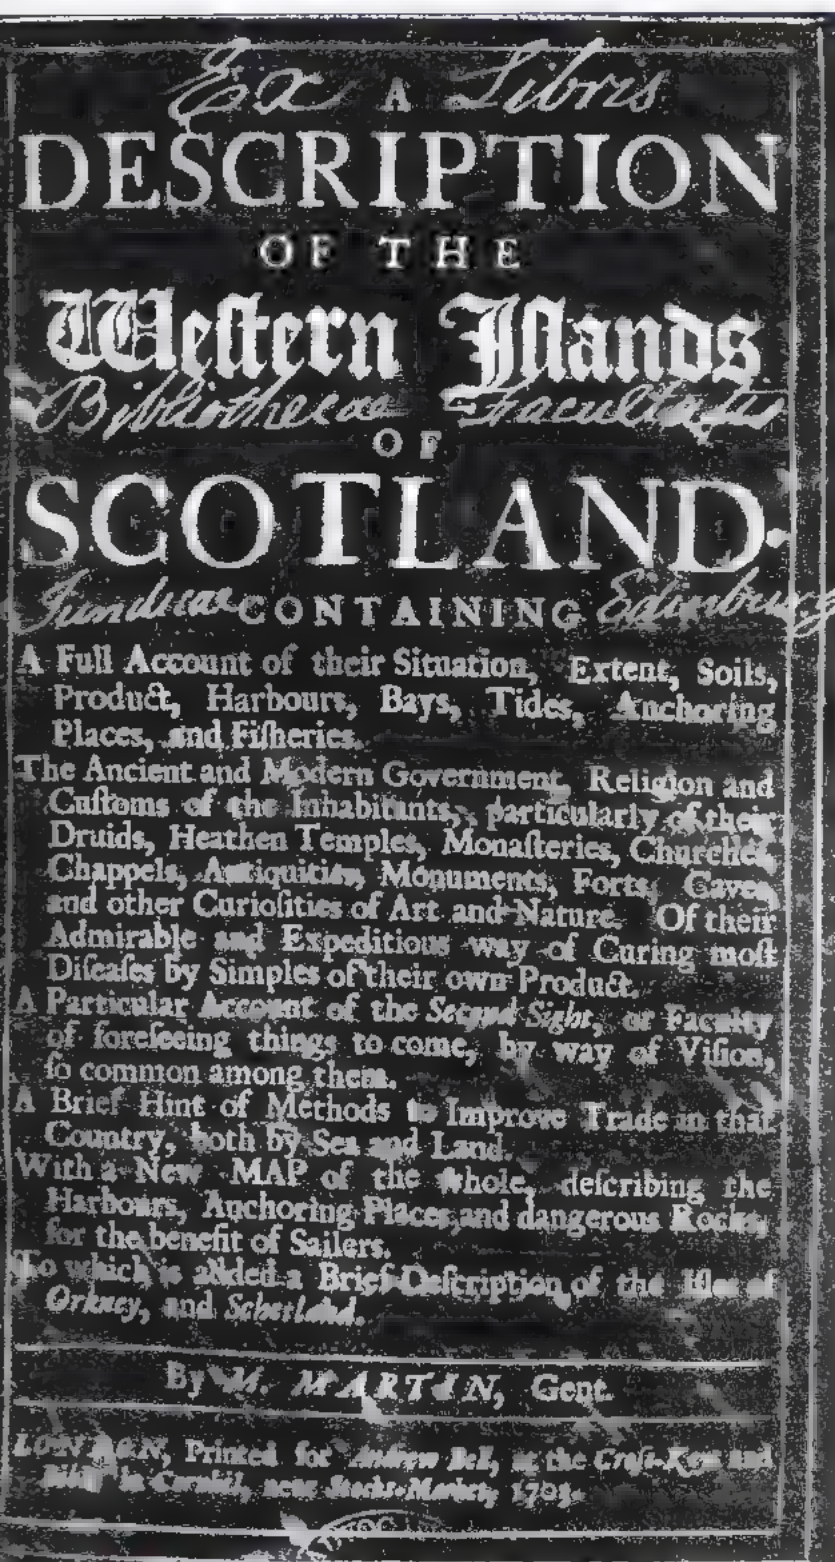 Ex A Libris
DESCRIPTION
OF THE
Weſtern Iſlands
Bibliothecae Facultatis
OF
SCOTLAND.
Juridicae CONTAINING Edinburg
A Full Account of their Situation, Extent, Soils,
Product, Harbours, Bays, Tides, Anchoring
Places, and Fiſheries.
The Ancient and Modern Government, Religion and
Cuſtoms of the Inhabitants, particularly of their
Druids, Heathen Temples, Monaſteries, Churches,
Chappels, Antiquities, Monuments, Forts, Caves,
and other Curioſities of Art and Nature. Of their
Admirable and Expeditious way of Curing moſt
Diſeaſes by Simples of their own Product.
A Particular Account of the Second Sight, or Faculty
of foreſeeing things to come, by way of Viſion,
ſo common among them.
A Brief Hint of Methods to Improve Trade in that
Country, both by Sea and Land.
With a New MAP of the whole, deſcribing the
Harbours, Anchoring Places, and dangerous Rocks,
for the benefit of Sailers.
To which is added a Brief Deſcription of the Iſles of
Orkney, and Schetland.
By M. MARTIN, Gent.
LONDON, Printed for Andrew Bell, at the Croſs-Keys and
Bible in Cornhil, near Stocks-Market, 1703.